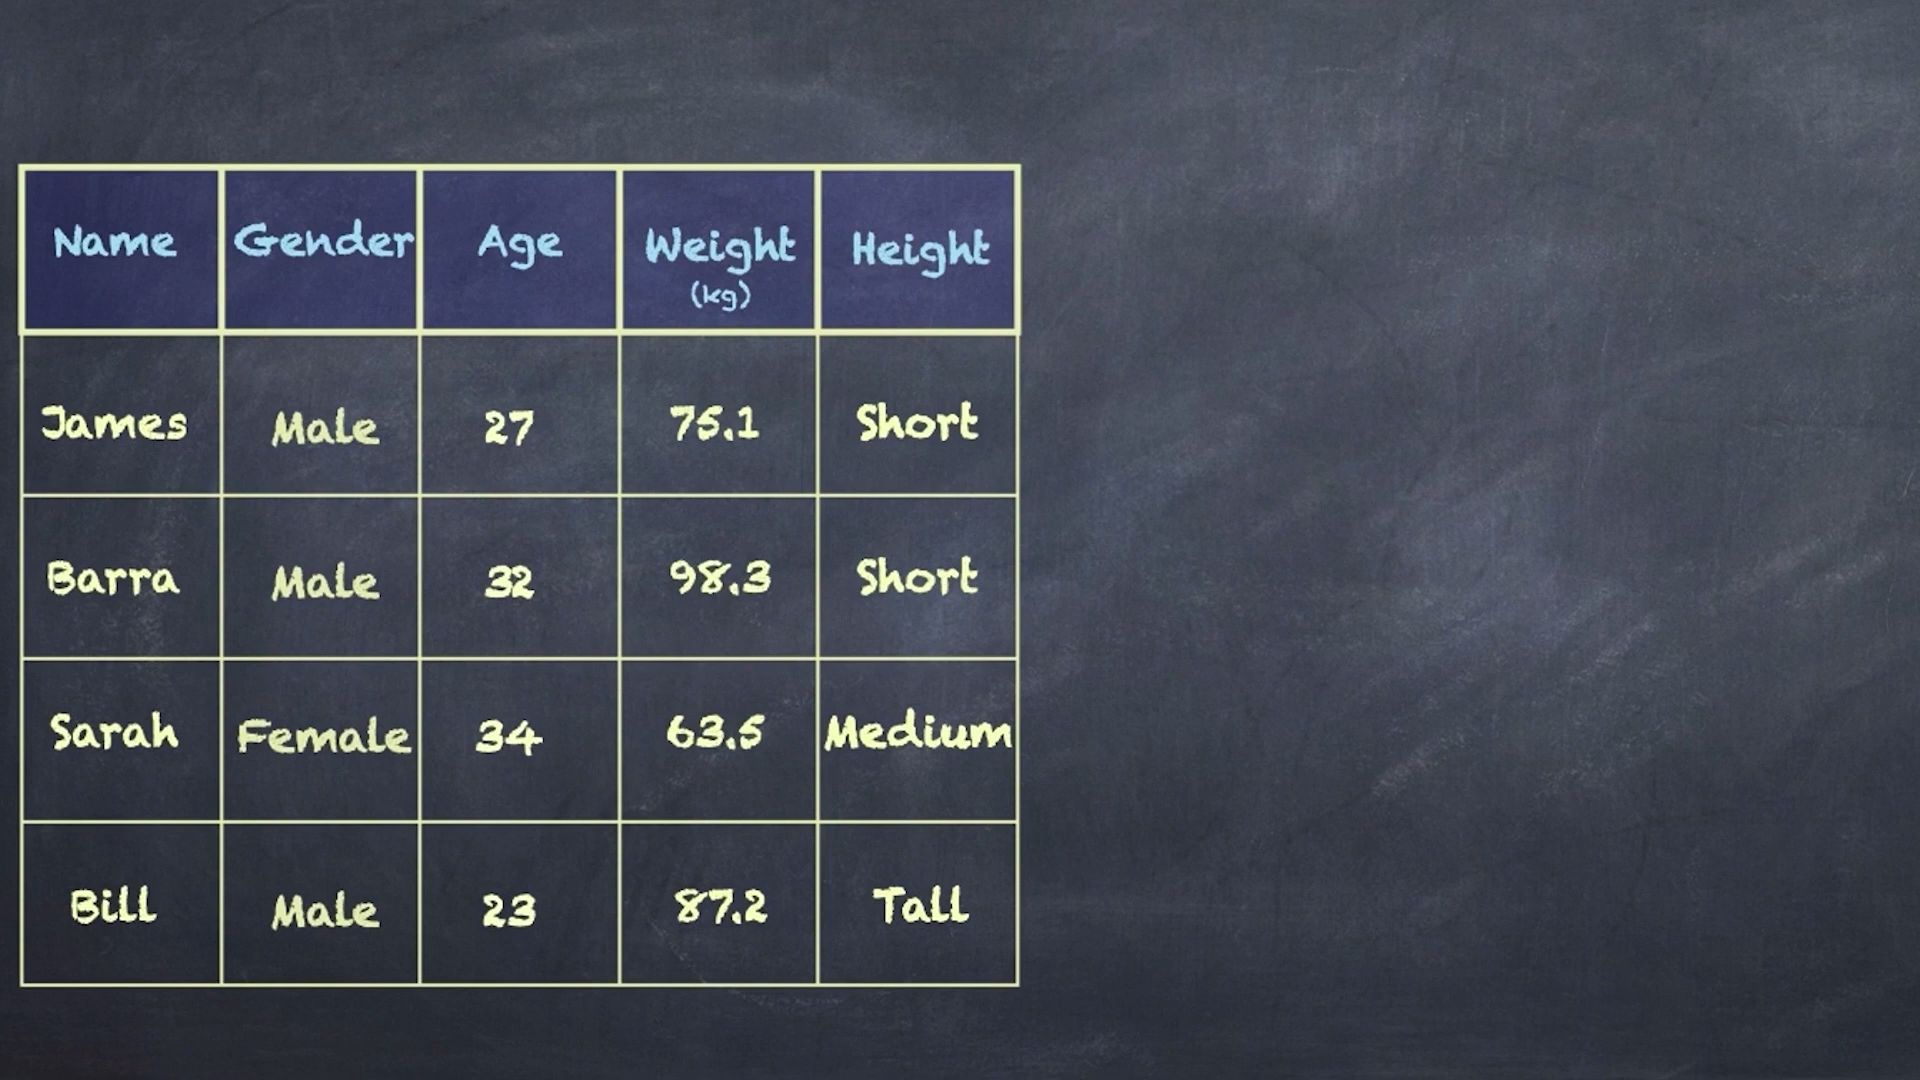 Name Gender Age Weight (kg) Height
James Male 27 75.1 Short
Barra Male 32 98.3 Short
Sarah Female 34 63.5 Medium
Bill Male 23 87.2 Tall